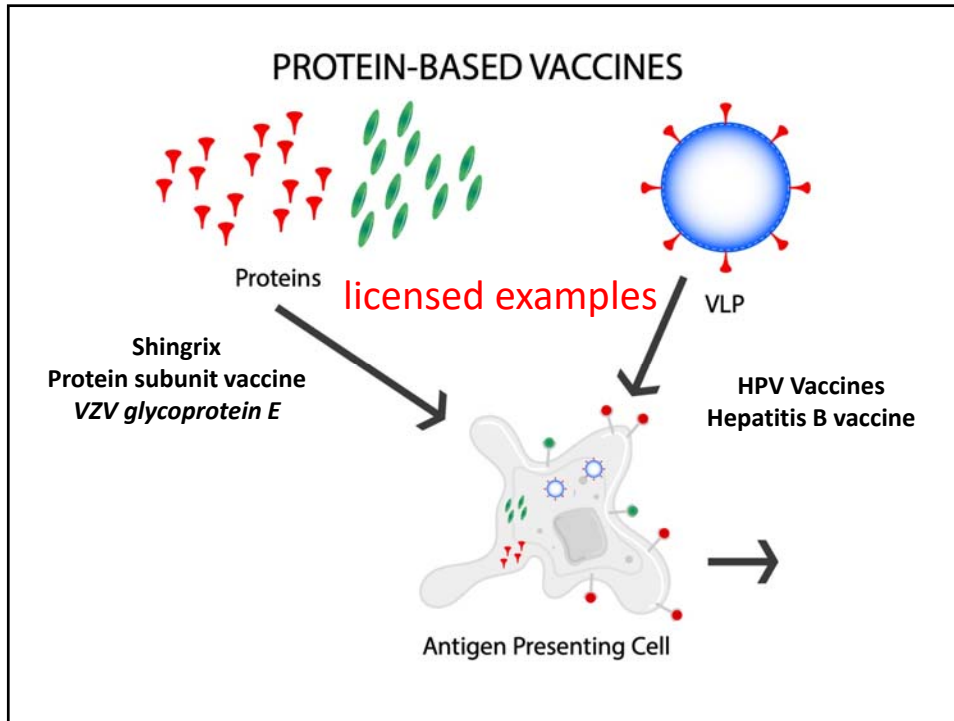 PROTEIN-BASED VACCINES
Proteins
licensed examples
VLP
Shingrix
Protein subunit vaccine
VZV glycoprotein E
HPV Vaccines
Hepatitis B vaccine
Antigen Presenting Cell